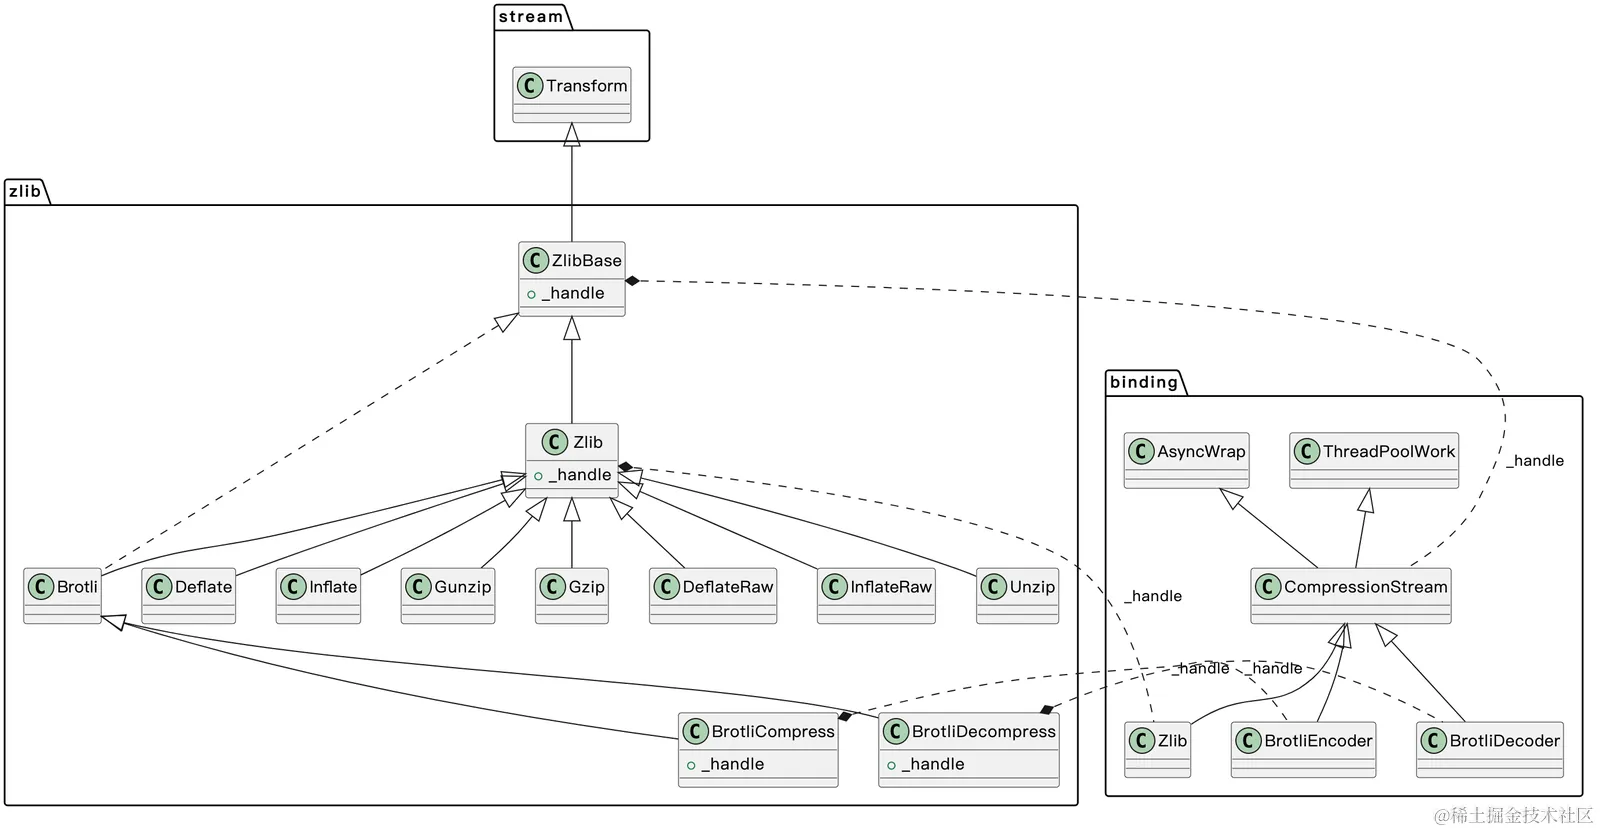 stream
C Transform
zlib
C ZlibBase
_handle
binding
C Zlib
_handle
C AsyncWrap
C ThreadPoolWork
_handle
C Brotli
C Deflate
C Inflate
C Gunzip
C Gzip
C DeflateRaw
C InflateRaw
C Unzip
_handle
C CompressionStream
_handle
_handle
C BrotliCompress
_handle
C BrotliDecompress
_handle
C Zlib
C BrotliEncoder
C BrotliDecoder
@稀土掘金技术社区